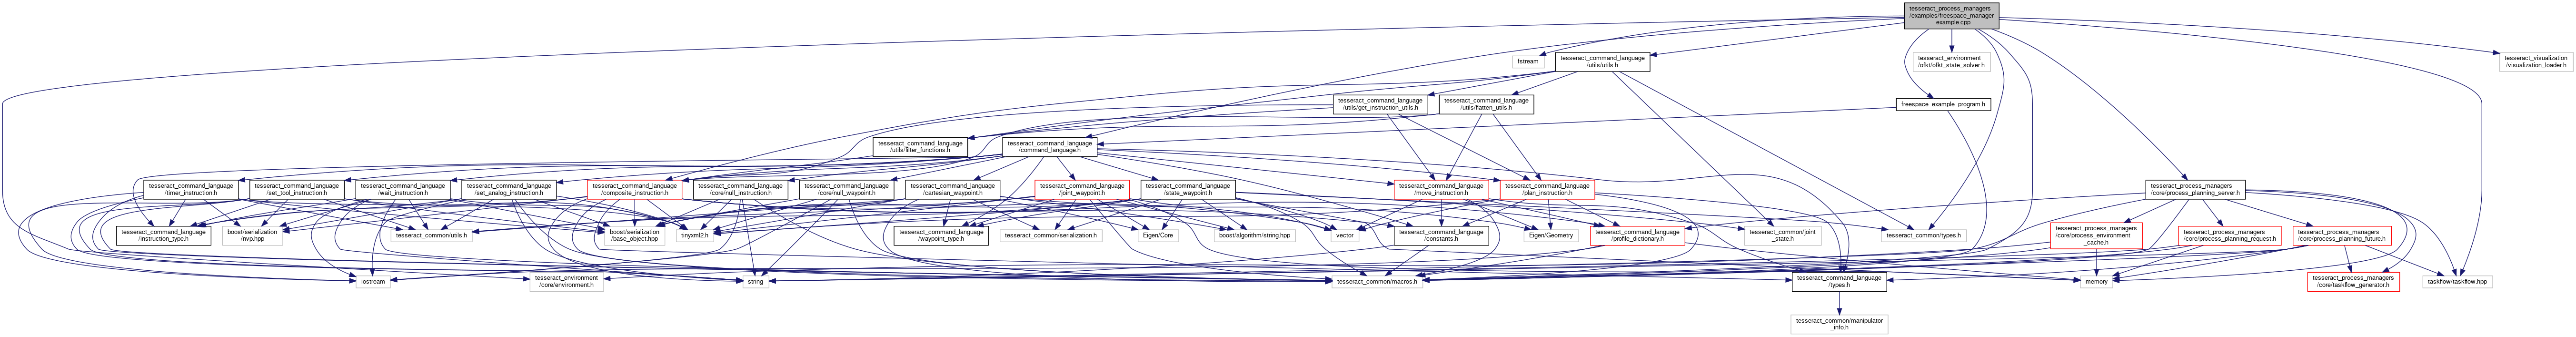 tesseract_process_managers
/examples/freespace_manager
_example.cpp
fstream
tesseract_command_language
/utils/utils.h
tesseract_environment
/ofkt/ofkt_state_solver.h
tesseract_visualization
/visualization_loader.h
tesseract_command_language
/utils/get_instruction_utils.h
tesseract_command_language
/utils/flatten_utils.h
freespace_example_program.h
tesseract_command_language
/utils/filter_functions.h
tesseract_command_language
/command_language.h
tesseract_command_language
/timer_instruction.h
tesseract_command_language
/set_tool_instruction.h
tesseract_command_language
/wait_instruction.h
tesseract_command_language
/set_analog_instruction.h
tesseract_command_language
/composite_instruction.h
tesseract_command_language
/core/null_instruction.h
tesseract_command_language
/core/null_waypoint.h
tesseract_command_language
/cartesian_waypoint.h
tesseract_command_language
/joint_waypoint.h
tesseract_command_language
/state_waypoint.h
tesseract_command_language
/move_instruction.h
tesseract_command_language
/plan_instruction.h
tesseract_process_managers
/core/process_planning_server.h
tesseract_command_language
/instruction_type.h
boost/serialization
/nvp.hpp
tesseract_common/utils.h
boost/serialization
/base_object.hpp
tinyxml2.h
tesseract_command_language
/waypoint_type.h
tesseract_common/serialization.h
Eigen/Core
boost/algorithm/string.hpp
vector
tesseract_command_language
/constants.h
Eigen/Geometry
tesseract_command_language
/profile_dictionary.h
tesseract_common/joint
_state.h
tesseract_common/types.h
tesseract_process_managers
/core/process_environment
_cache.h
tesseract_process_managers
/core/process_planning_request.h
tesseract_process_managers
/core/process_planning_future.h
iostream
tesseract_environment
/core/environment.h
string
tesseract_common/macros.h
tesseract_command_language
/types.h
memory
tesseract_process_managers
/core/taskflow_generator.h
taskflow/taskflow.hpp
tesseract_common/manipulator
_info.h